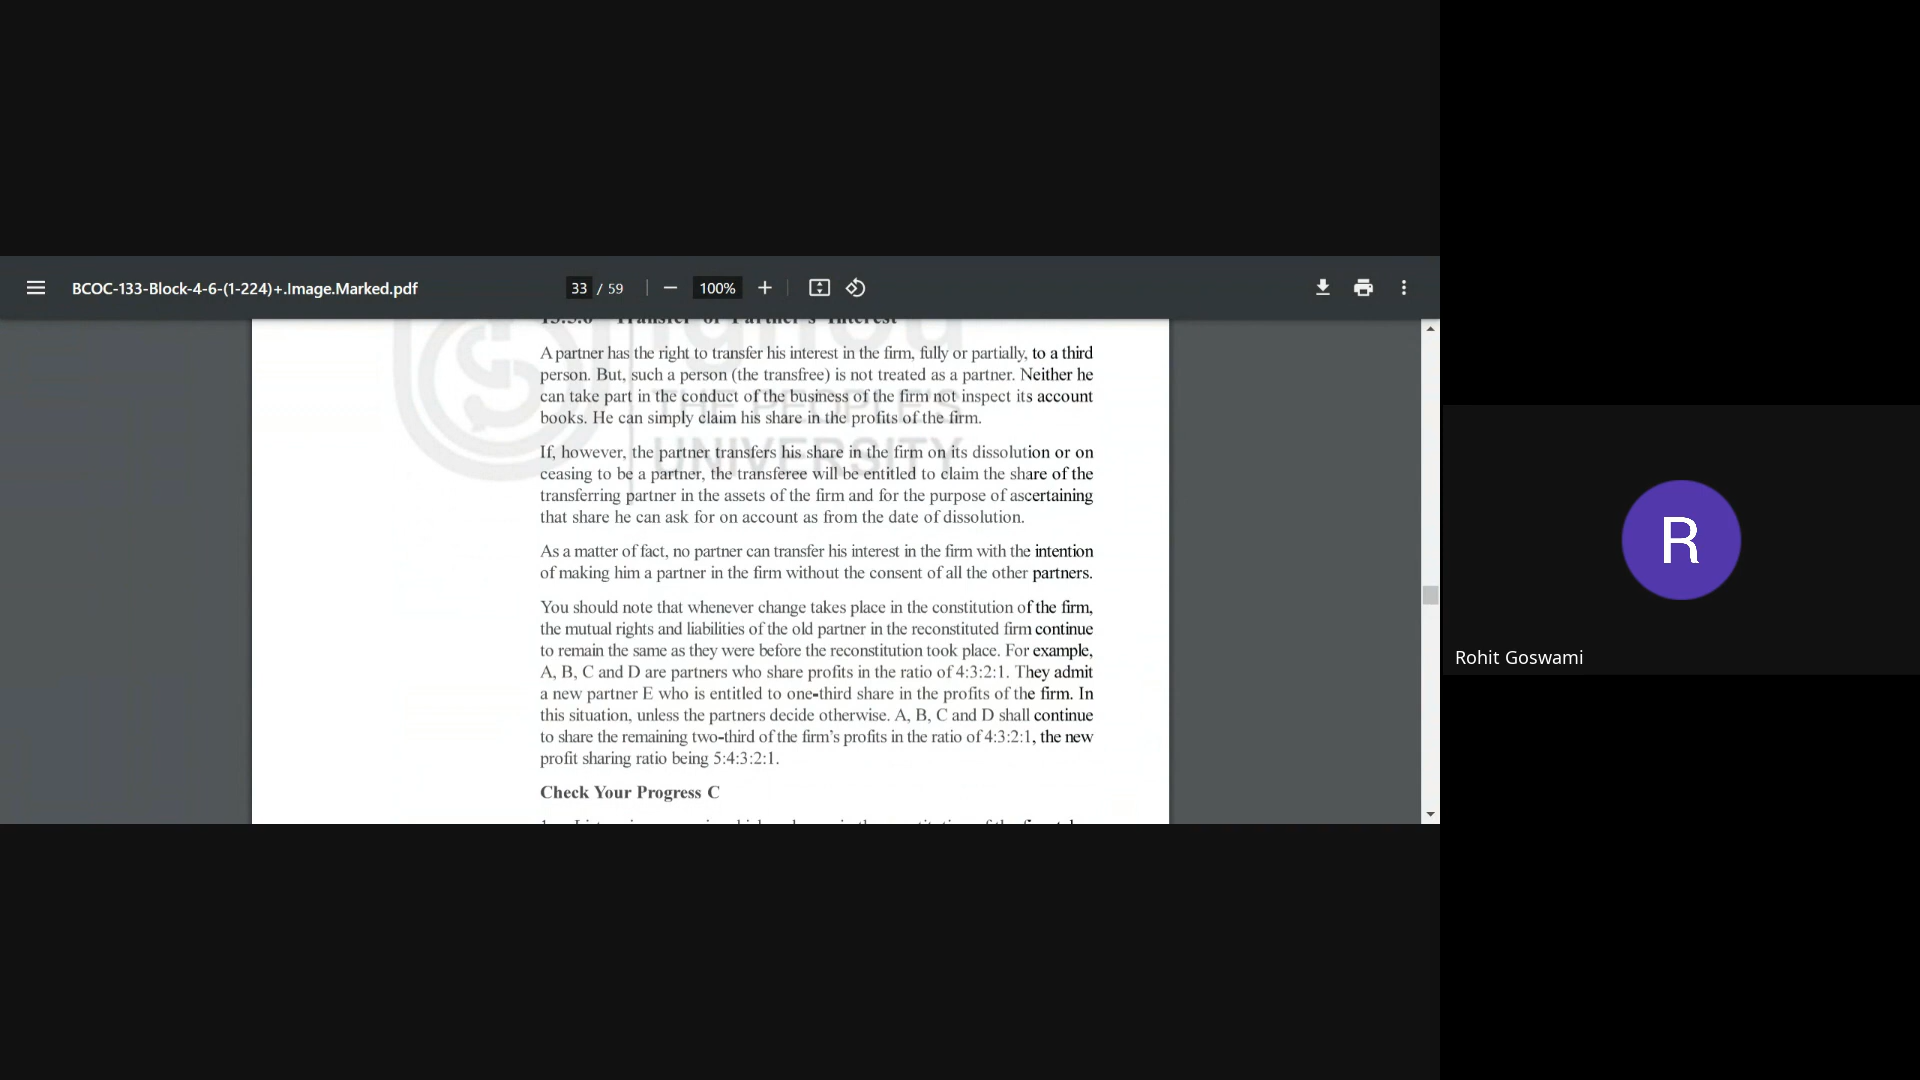 BCOC-133-Block-4-6-(1-224)+.Image.Marked.pdf
33 / 59
100%
Transfer of Partner's Interest
A partner has the right to transfer his interest in the firm, fully or partially, to a third
person. But, such a person (the transfree) is not treated as a partner. Neither he
can take part in the conduct of the business of the firm not inspect its account
books. He can simply claim his share in the profits of the firm.
THE PEOPLE'S
UNIVERSITY
If, however, the partner transfers his share in the firm on its dissolution or on
ceasing to be a partner, the transferee will be entitled to claim the share of the
transferring partner in the assets of the firm and for the purpose of ascertaining
that share he can ask for on account as from the date of dissolution.
As a matter of fact, no partner can transfer his interest in the firm with the intention
of making him a partner in the firm without the consent of all the other partners.
You should note that whenever change takes place in the constitution of the firm,
the mutual rights and liabilities of the old partner in the reconstituted firm continue
to remain the same as they were before the reconstitution took place. For example,
A, B, C and D are partners who share profits in the ratio of 4:3:2:1. They admit
a new partner E who is entitled to one-third share in the profits of the firm. In
this situation, unless the partners decide otherwise. A, B, C and D shall continue
to share the remaining two-third of the firm's profits in the ratio of 4:3:2:1, the new
profit sharing ratio being 5:4:3:2:1.
Check Your Progress C
R
Rohit Goswami